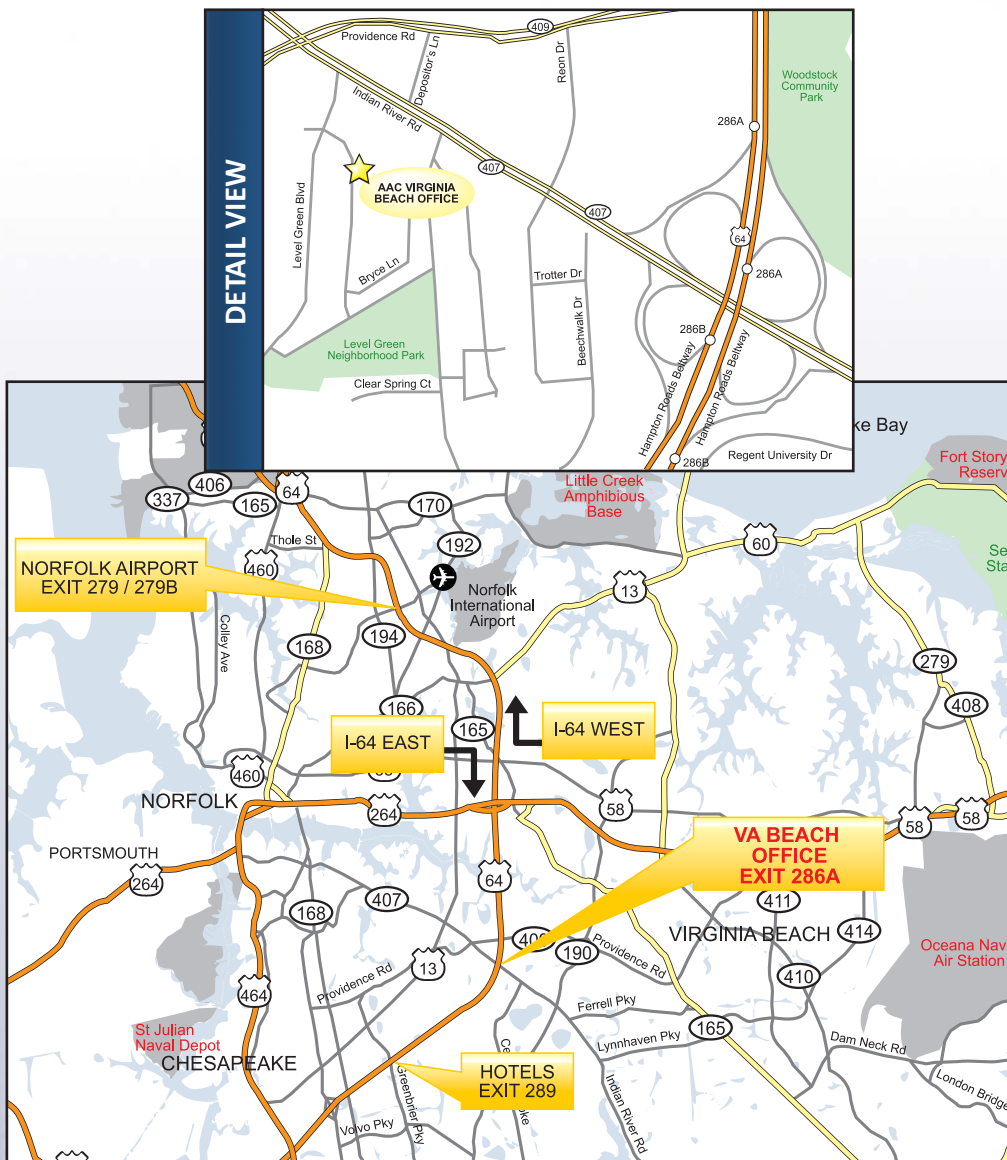 DETAIL VIEW
Providence Rd
409
Depositor's Ln
Reon Dr
Woodstock
Community
Park
Indian River Rd
286A
407
AAC VIRGINIA
BEACH OFFICE
407
Level Green Blvd
64
Bryce Ln
Trotter Dr
286A
Beechwalk Dr
286B
Level Green
Neighborhood Park
Clear Spring Ct
Hampton Roads Beltway
Hampton Roads Beltway
286B
Regent University Dr
ke Bay
Fort Story
Reserv
Little Creek
Amphibious
Base
337
406
165
64
170
192
60
Thole St
460
13
NORFOLK AIRPORT
EXIT 279 / 279B
Norfolk
International
Airport
Colley Ave
168
194
279
408
166
165
I-64 EAST
I-64 WEST
460
NORFOLK
264
58
58
58
PORTSMOUTH
264
VA BEACH
OFFICE
EXIT 286A
64
168
407
411
VIRGINIA BEACH
414
190
Providence Rd
13
Providence Rd
410
Oceana Nav
Air Station
464
Ferrell Pky
165
Lynnhaven Pky
Dam Neck Rd
St Julian
Naval Depot
CHESAPEAKE
HOTELS
EXIT 289
Greenbrier Pky
Volvo Pky
Indian River Rd
London Bridge